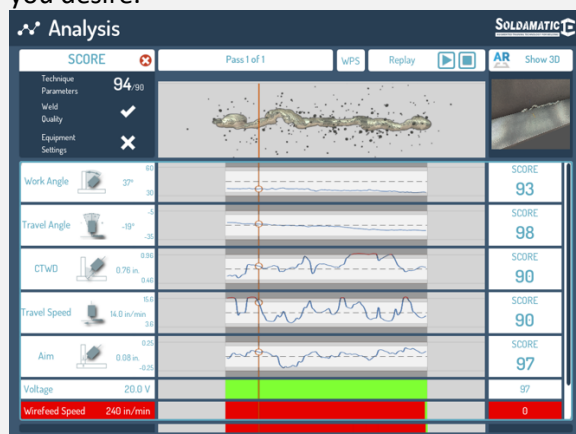 you desire.
Analysis
SOLDAMATIC
SCORE
Pass 1 of 1
WPS
Replay
AR
Show 3D
Technique Parameters
94/90
Weld Quality
Equipment Settings
Work Angle
37°
60
30
SCORE
93
Travel Angle
-19°
-5
-35
SCORE
98
CTWD
0.76 in.
0.96
0.46
SCORE
90
Travel Speed
14.0 in/min
15.6
3.6
SCORE
90
Aim
0.08 in.
0.25
-0.25
SCORE
97
Voltage
20.0 V
97
Wirefeed Speed
240 in/min
0